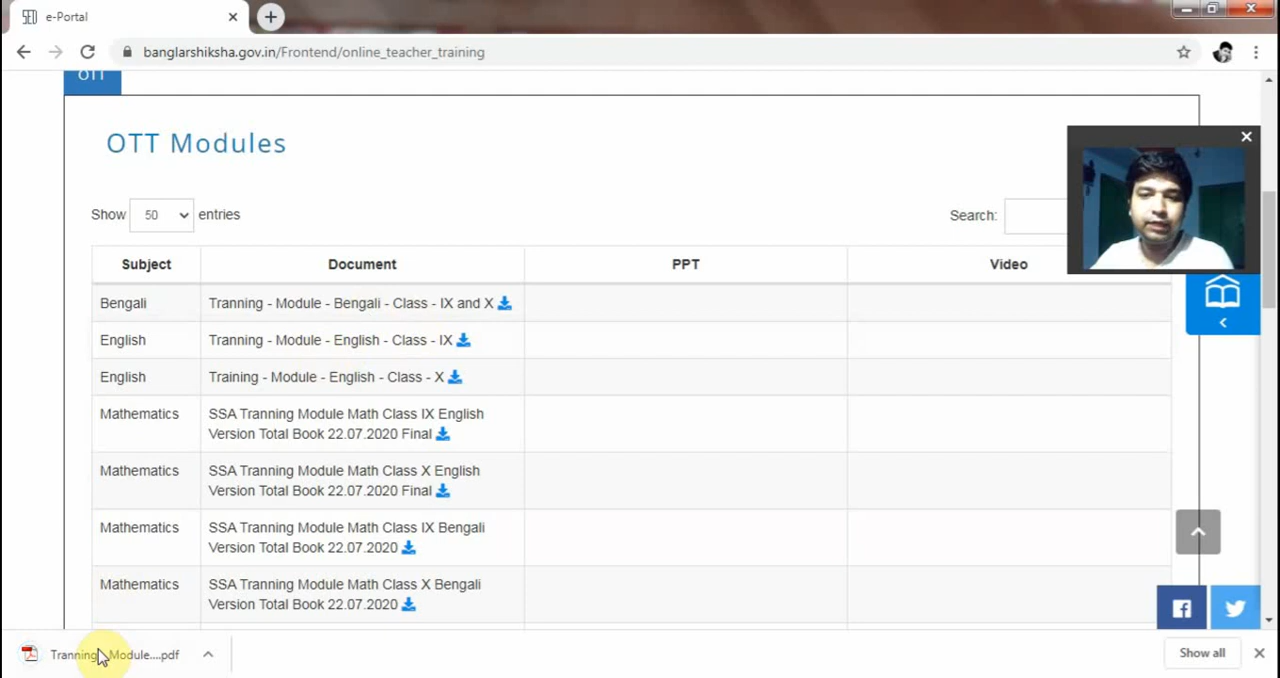 e-Portal
banglarshiksha.gov.in/Frontend/online_teacher_training
OTT
OTT Modules
Show 50 entries
Search:
Subject Document PPT Video
Bengali Tranning - Module - Bengali - Class - IX and X
English Tranning - Module - English - Class - IX
English Training - Module - English - Class - X
Mathematics SSA Tranning Module Math Class IX English
Version Total Book 22.07.2020 Final
Mathematics SSA Tranning Module Math Class X English
Version Total Book 22.07.2020 Final
Mathematics SSA Tranning Module Math Class IX Bengali
Version Total Book 22.07.2020
Mathematics SSA Tranning Module Math Class X Bengali
Version Total Book 22.07.2020
Tranning - Module....pdf
Show all